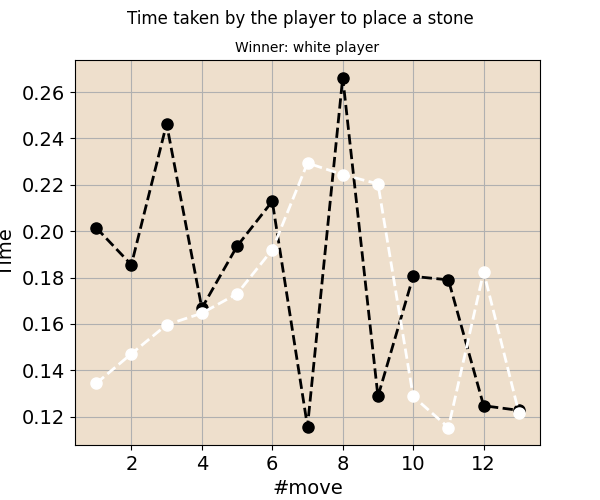 Time taken by the player to place a stone
Winner: white player
0.26
0.24
0.22
0.20
0.18
0.16
0.14
0.12
Time
2 4 6 8 10 12
#move